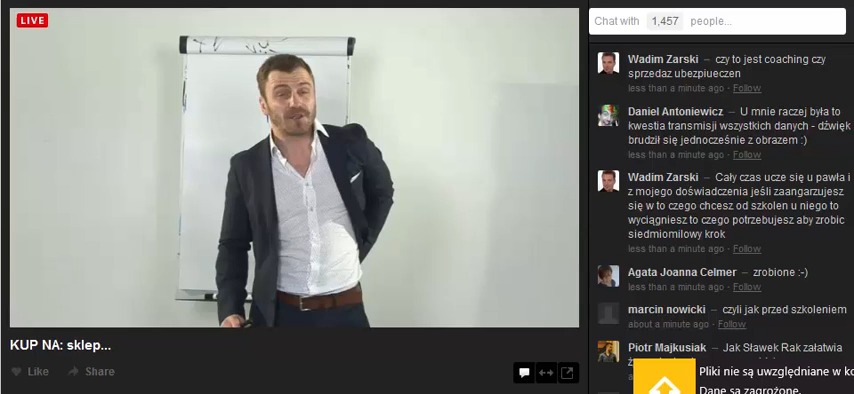 LIVE
KUP NA: sklep...
Like
Share
Chat with 1,457 people...
Wadim Zarski – czy to jest coaching czy
sprzedaz ubezpiueczen
less than a minute ago · Follow
Daniel Antoniewicz – U mnie raczej była to
kwestia transmisji wszystkich danych - dźwięk
brudził się jednocześnie z obrazem :)
less than a minute ago · Follow
Wadim Zarski – Cały czas ucze się u pawła i
z mojego doświadczenia jeśli zaangarzujesz
się w to czego chcesz od szkolen u niego to
wyciągniesz to czego potrzebujesz aby zrobic
siedmiomilowy krok
less than a minute ago · Follow
Agata Joanna Celmer – zrobione :-)
less than a minute ago · Follow
marcin nowicki – czyli jak przed szkoleniem
about a minute ago · Follow
Piotr Majkusiak – Jak Sławek Rak załatwia
Pliki nie są uwzględniane w ko
Dane są zagrożone.